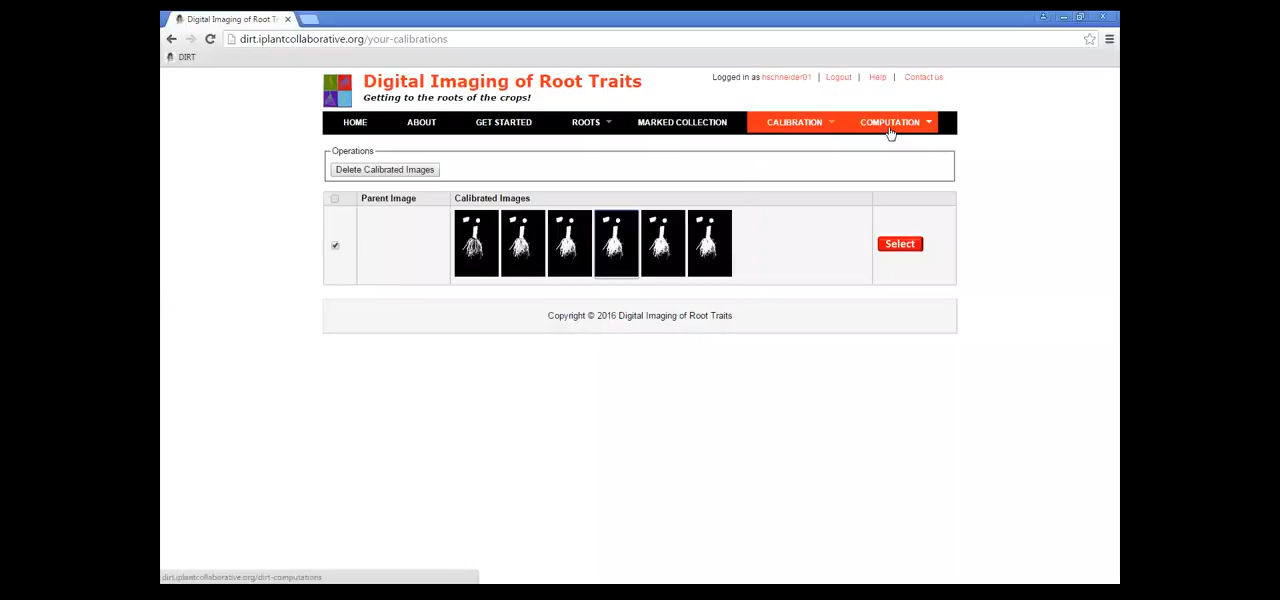 Digital Imaging of Root Tr
dirt.iplantcollaborative.org/your-calibrations
DIRT
Digital Imaging of Root Traits
Getting to the roots of the crops!
Logged in as hschneider01 | Logout | Help | Contact us
HOME ABOUT GET STARTED ROOTS MARKED COLLECTION CALIBRATION COMPUTATION
Operations
Delete Calibrated Images
Parent Image Calibrated Images
Select
Copyright © 2016 Digital Imaging of Root Traits
dirt.iplantcollaborative.org/dirt-computations